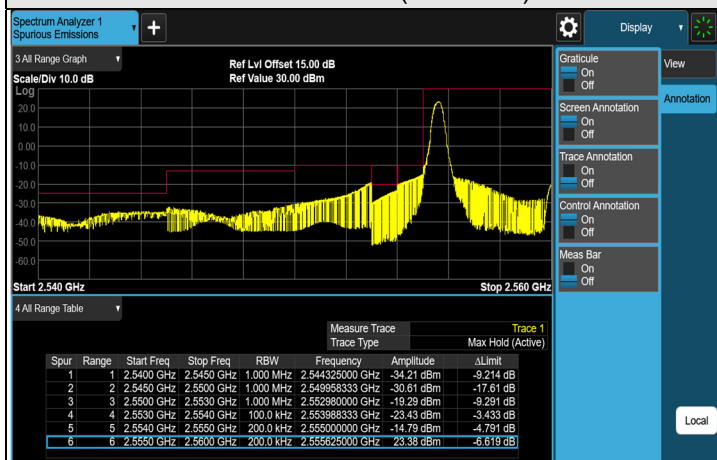 Spectrum Analyzer 1
Spurious Emissions
+
Display
3 All Range Graph
Ref Lvl Offset 15.00 dB
Scale/Div 10.0 dB
Ref Value 30.00 dBm
Log
20.0
10.0
0.00
-10.0
-20.0
-30.0
-40.0
-50.0
-60.0
Start 2.540 GHz
Stop 2.560 GHz
Graticule
On
Off
Screen Annotation
On
Off
Trace Annotation
On
Off
Control Annotation
On
Off
Meas Bar
On
Off
View
Annotation
Local
4 All Range Table
Measure Trace Trace 1
Trace Type Max Hold (Active)
Spur Range Start Freq Stop Freq RBW Frequency Amplitude ΔLimit
1 1 2.5400 GHz 2.5450 GHz 1.000 MHz 2.544325000 GHz -34.21 dBm -9.214 dB
2 2 2.5450 GHz 2.5500 GHz 1.000 MHz 2.549958333 GHz -30.61 dBm -17.61 dB
3 3 2.5500 GHz 2.5530 GHz 1.000 MHz 2.552980000 GHz -19.29 dBm -9.291 dB
4 4 2.5530 GHz 2.5540 GHz 100.0 kHz 2.553988333 GHz -23.43 dBm -3.433 dB
5 5 2.5540 GHz 2.5550 GHz 200.0 kHz 2.555000000 GHz -14.79 dBm -4.791 dB
6 6 2.5550 GHz 2.5600 GHz 200.0 kHz 2.555625000 GHz 23.38 dBm -6.619 dB